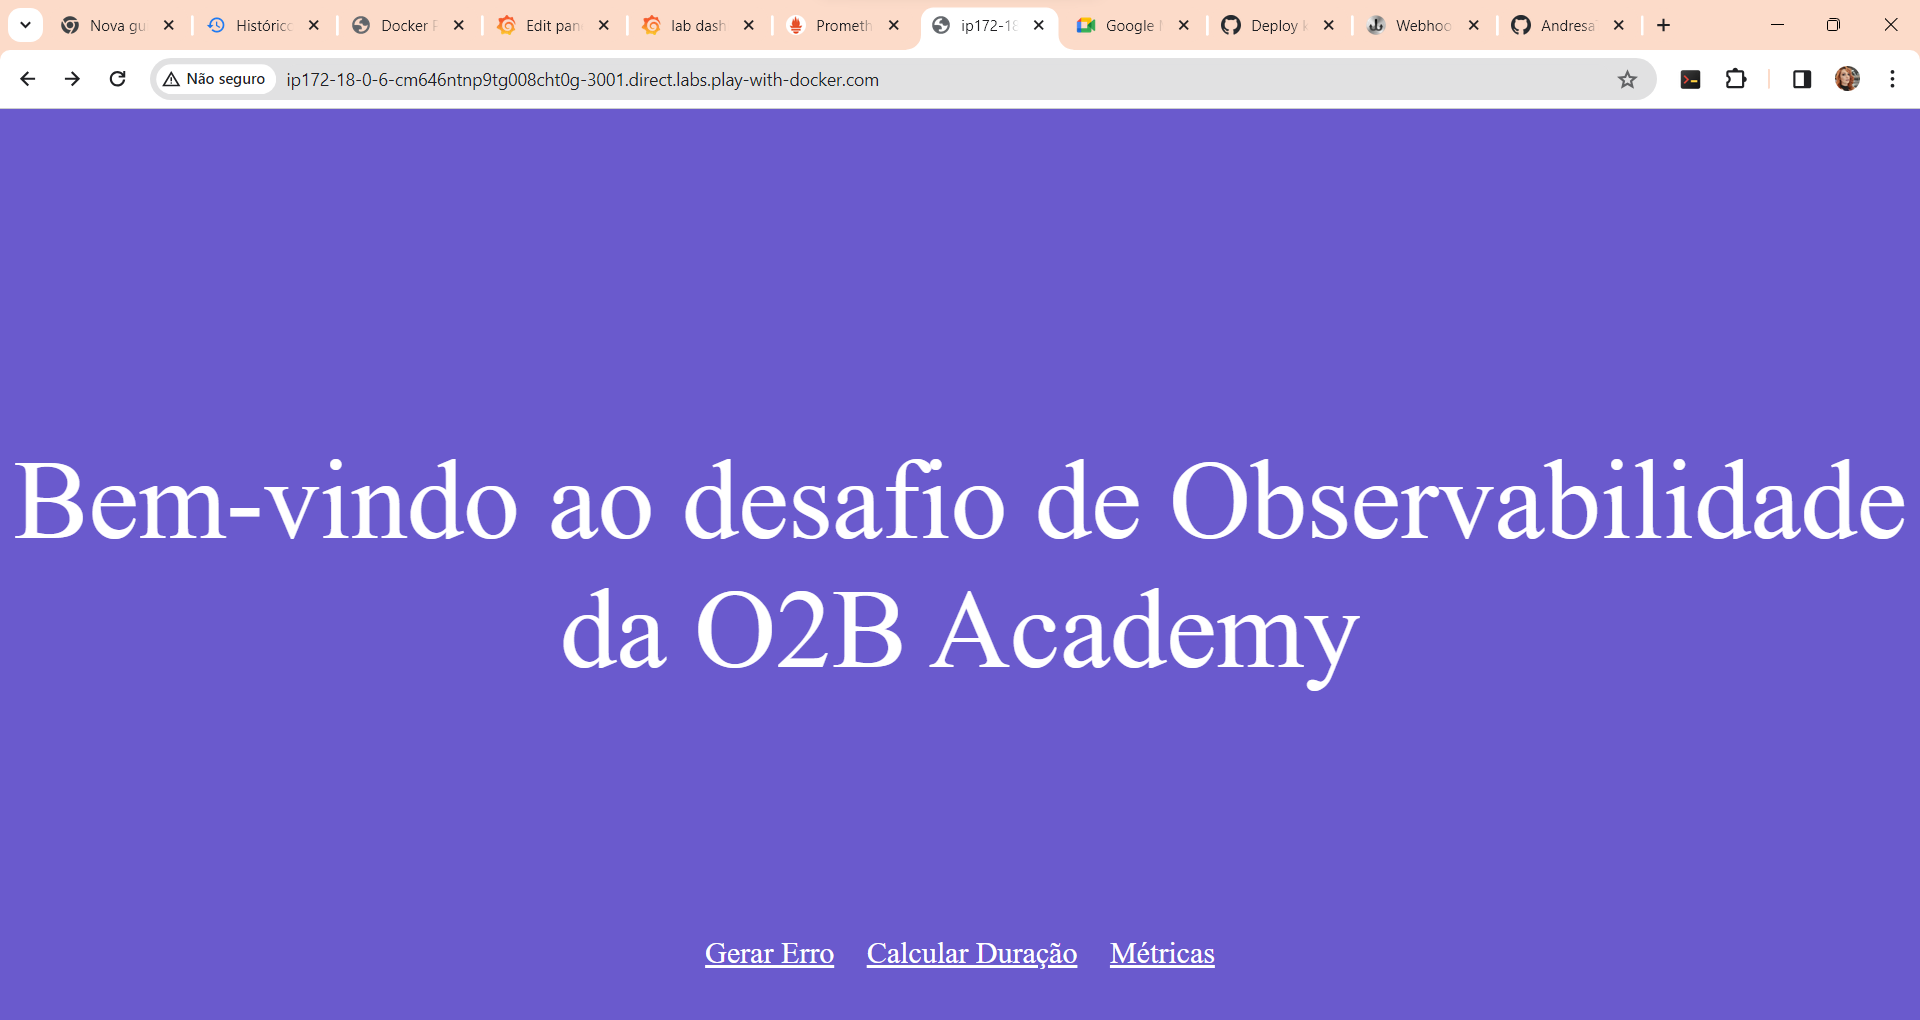 Nova gu
Histórico
Docker P
Edit pan
lab dash
Prometh
ip172-18
Google M
Deploy k
Webhoo
Andresa
Não seguro
ip172-18-0-6-cm646ntnp9tg008cht0g-3001.direct.labs.play-with-docker.com
Bem-vindo ao desafio de Observabilidade
da O2B Academy
Gerar Erro Calcular Duração Métricas